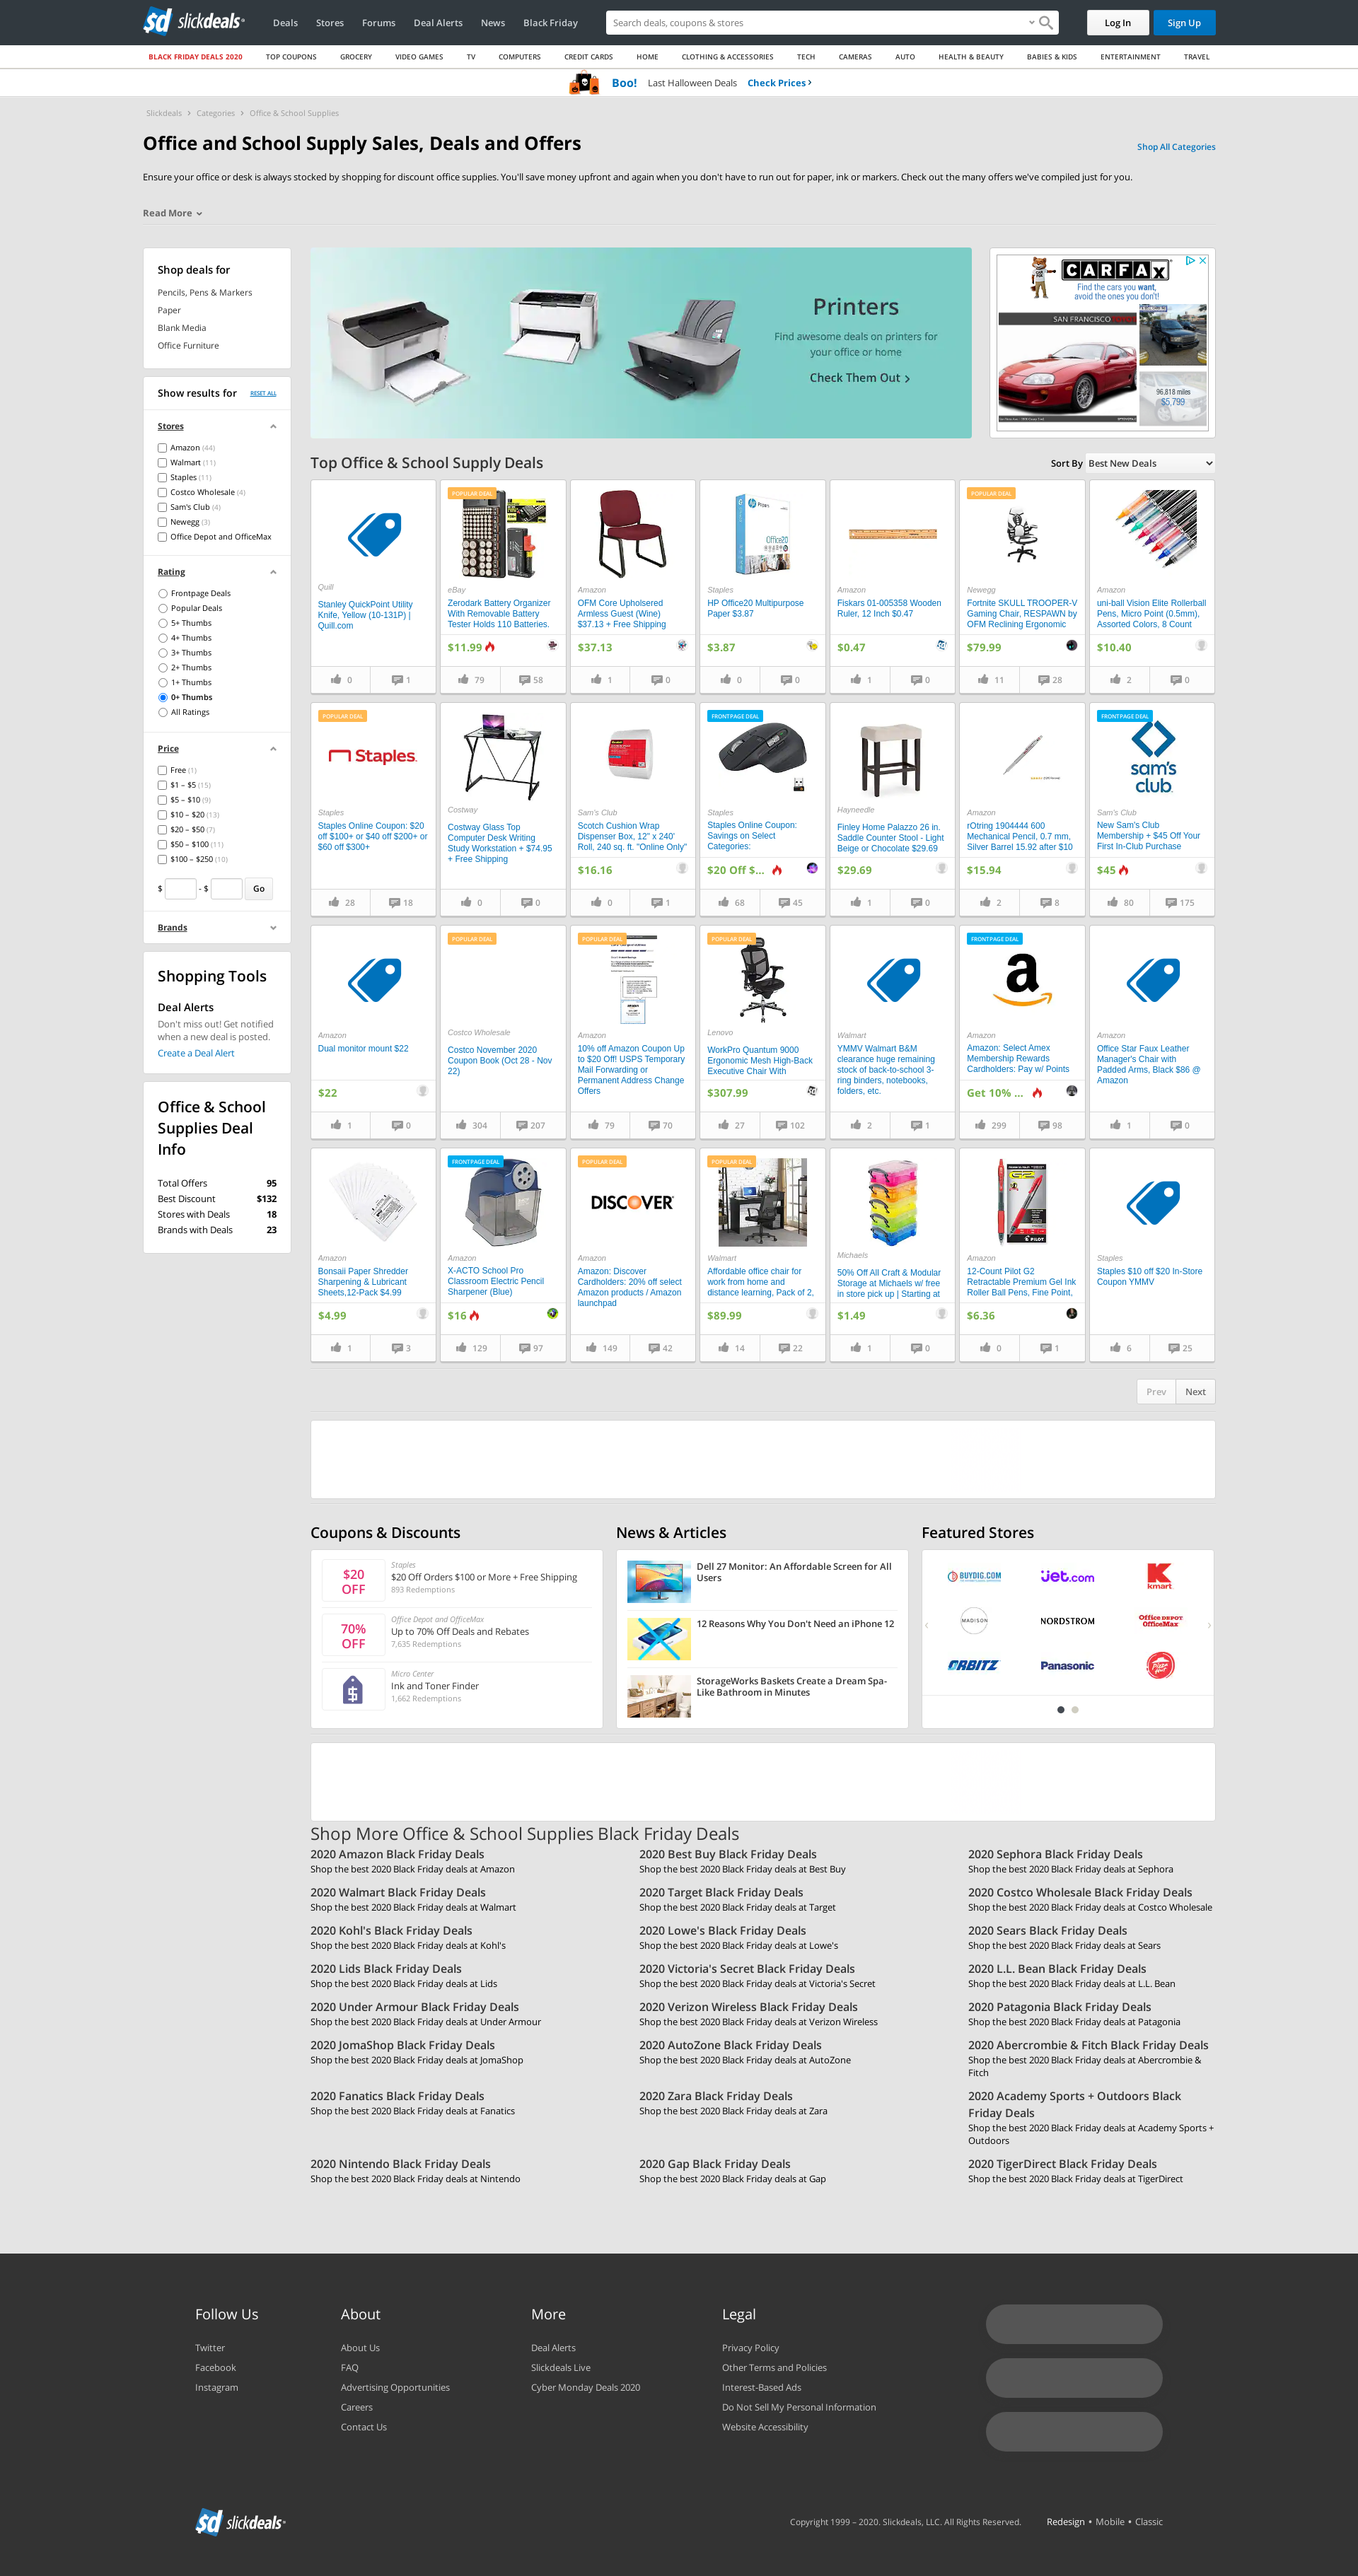 slickdeals
Deals
Stores
Forums
Deal Alerts
News
Black Friday
Search deals, coupons & stores
Log In
Sign Up
BLACK FRIDAY DEALS 2020
TOP COUPONS
GROCERY
VIDEO GAMES
TV
COMPUTERS
CREDIT CARDS
HOME
CLOTHING & ACCESSORIES
TECH
CAMERAS
AUTO
HEALTH & BEAUTY
BABIES & KIDS
ENTERTAINMENT
TRAVEL
Boo! Last Halloween Deals Check Prices
Slickdeals > Categories > Office & School Supplies
Office and School Supply Sales, Deals and Offers
Shop All Categories
Ensure your office or desk is always stocked by shopping for discount office supplies. You'll save money upfront and again when you don't have to run out for paper, ink or markers. Check out the many offers we've compiled just for you.
Read More
Shop deals for
Pencils, Pens & Markers
Paper
Blank Media
Office Furniture
Show results for RESET ALL
Stores
Amazon (44)
Walmart (11)
Staples (11)
Costco Wholesale (4)
Sam's Club (4)
Newegg (3)
Office Depot and OfficeMax
Rating
Frontpage Deals
Popular Deals
5+ Thumbs
4+ Thumbs
3+ Thumbs
2+ Thumbs
1+ Thumbs
0+ Thumbs
All Ratings
Price
Free (1)
$1 – $5 (15)
$5 – $10 (9)
$10 – $20 (13)
$20 – $50 (7)
$50 – $100 (11)
$100 – $250 (10)
$ - $ Go
Brands
Shopping Tools
Deal Alerts
Don't miss out! Get notified
when a new deal is posted.
Create a Deal Alert
Office & School
Supplies Deal
Info
Total Offers 95
Best Discount $132
Stores with Deals 18
Brands with Deals 23
Printers
Find awesome deals on printers for
your office or home
Check Them Out
CARFAX
Find the cars you want,
avoid the ones you don't!
SAN FRANCISCO
96,818 miles
$5,799
Top Office & School Supply Deals
Sort By Best New Deals
Quill
Stanley QuickPoint Utility
Knife, Yellow (10-131P) |
Quill.com
0 1
POPULAR DEAL
eBay
Zerodark Battery Organizer
With Removable Battery
Tester Holds 110 Batteries.
$11.99
79 58
Amazon
OFM Core Upholsered
Armless Guest (Wine)
$37.13 + Free Shipping
$37.13
1 0
Office20
Staples
HP Office20 Multipurpose
Paper $3.87
$3.87
0 0
Amazon
Fiskars 01-005358 Wooden
Ruler, 12 Inch $0.47
$0.47
1 0
POPULAR DEAL
Newegg
Fortnite SKULL TROOPER-V
Gaming Chair, RESPAWN by
OFM Reclining Ergonomic
$79.99
11 28
Amazon
uni-ball Vision Elite Rollerball
Pens, Micro Point (0.5mm),
Assorted Colors, 8 Count
$10.40
2 0
POPULAR DEAL
Staples
Staples
Staples Online Coupon: $20
off $100+ or $40 off $200+ or
$60 off $300+
28 18
Costway
Costway Glass Top
Computer Desk Writing
Study Workstation + $74.95
+ Free Shipping
0 0
Sam's Club
Scotch Cushion Wrap
Dispenser Box, 12" x 240'
Roll, 240 sq. ft. "Online Only"
$16.16
0 1
FRONTPAGE DEAL
Staples
Staples Online Coupon:
Savings on Select
Categories:
$20 Off $...
68 45
Hayneedle
Finley Home Palazzo 26 in.
Saddle Counter Stool - Light
Beige or Chocolate $29.69
$29.69
1 0
Amazon
rOtring 1904444 600
Mechanical Pencil, 0.7 mm,
Silver Barrel 15.92 after $10
$15.94
2 8
FRONTPAGE DEAL
sam's club
Sam's Club
New Sam's Club
Membership + $45 Off Your
First In-Club Purchase
$45
80 175
Amazon
Dual monitor mount $22
$22
1 0
POPULAR DEAL
Costco Wholesale
Costco November 2020
Coupon Book (Oct 28 - Nov
22)
304 207
POPULAR DEAL
Amazon
10% off Amazon Coupon Up
to $20 Off! USPS Temporary
Mail Forwarding or
Permanent Address Change
Offers
79 70
POPULAR DEAL
Lenovo
WorkPro Quantum 9000
Ergonomic Mesh High-Back
Executive Chair With
$307.99
27 102
Walmart
YMMV Walmart B&M
clearance huge remaining
stock of back-to-school 3-
ring binders, notebooks,
folders, etc.
2 1
FRONTPAGE DEAL
Amazon
Amazon: Select Amex
Membership Rewards
Cardholders: Pay w/ Points
Get 10% ...
299 98
Amazon
Office Star Faux Leather
Manager's Chair with
Padded Arms, Black $86 @
Amazon
1 0
Amazon
Bonsaii Paper Shredder
Sharpening & Lubricant
Sheets,12-Pack $4.99
$4.99
1 3
FRONTPAGE DEAL
Amazon
X-ACTO School Pro
Classroom Electric Pencil
Sharpener (Blue)
$16
129 97
POPULAR DEAL
DISCOVER
Amazon
Amazon: Discover
Cardholders: 20% off select
Amazon products / Amazon
launchpad
149 42
POPULAR DEAL
Walmart
Affordable office chair for
work from home and
distance learning, Pack of 2,
$89.99
14 22
Michaels
50% Off All Craft & Modular
Storage at Michaels w/ free
in store pick up | Starting at
$1.49
1 0
G2
PILOT
Amazon
12-Count Pilot G2
Retractable Premium Gel Ink
Roller Ball Pens, Fine Point,
$6.36
0 1
Staples
Staples $10 off $20 In-Store
Coupon YMMV
6 25
Prev Next
Coupons & Discounts
$20
OFF
Staples
$20 Off Orders $100 or More + Free Shipping
893 Redemptions
70%
OFF
Office Depot and OfficeMax
Up to 70% Off Deals and Rebates
7,635 Redemptions
Micro Center
Ink and Toner Finder
1,662 Redemptions
News & Articles
Dell 27 Monitor: An Affordable Screen for All
Users
12 Reasons Why You Don't Need an iPhone 12
StorageWorks Baskets Create a Dream Spa-
Like Bathroom in Minutes
Featured Stores
BUYDIG.COM
jet.com
kmart
MADISON
NORDSTROM
Office DEPOT
OfficeMax
ORBITZ
Panasonic
Pizza Hut
Shop More Office & School Supplies Black Friday Deals
2020 Amazon Black Friday Deals
Shop the best 2020 Black Friday deals at Amazon
2020 Best Buy Black Friday Deals
Shop the best 2020 Black Friday deals at Best Buy
2020 Sephora Black Friday Deals
Shop the best 2020 Black Friday deals at Sephora
2020 Walmart Black Friday Deals
Shop the best 2020 Black Friday deals at Walmart
2020 Target Black Friday Deals
Shop the best 2020 Black Friday deals at Target
2020 Costco Wholesale Black Friday Deals
Shop the best 2020 Black Friday deals at Costco Wholesale
2020 Kohl's Black Friday Deals
Shop the best 2020 Black Friday deals at Kohl's
2020 Lowe's Black Friday Deals
Shop the best 2020 Black Friday deals at Lowe's
2020 Sears Black Friday Deals
Shop the best 2020 Black Friday deals at Sears
2020 Lids Black Friday Deals
Shop the best 2020 Black Friday deals at Lids
2020 Victoria's Secret Black Friday Deals
Shop the best 2020 Black Friday deals at Victoria's Secret
2020 L.L. Bean Black Friday Deals
Shop the best 2020 Black Friday deals at L.L. Bean
2020 Under Armour Black Friday Deals
Shop the best 2020 Black Friday deals at Under Armour
2020 Verizon Wireless Black Friday Deals
Shop the best 2020 Black Friday deals at Verizon Wireless
2020 Patagonia Black Friday Deals
Shop the best 2020 Black Friday deals at Patagonia
2020 JomaShop Black Friday Deals
Shop the best 2020 Black Friday deals at JomaShop
2020 AutoZone Black Friday Deals
Shop the best 2020 Black Friday deals at AutoZone
2020 Abercrombie & Fitch Black Friday Deals
Shop the best 2020 Black Friday deals at Abercrombie &
Fitch
2020 Fanatics Black Friday Deals
Shop the best 2020 Black Friday deals at Fanatics
2020 Zara Black Friday Deals
Shop the best 2020 Black Friday deals at Zara
2020 Academy Sports + Outdoors Black
Friday Deals
Shop the best 2020 Black Friday deals at Academy Sports +
Outdoors
2020 Nintendo Black Friday Deals
Shop the best 2020 Black Friday deals at Nintendo
2020 Gap Black Friday Deals
Shop the best 2020 Black Friday deals at Gap
2020 TigerDirect Black Friday Deals
Shop the best 2020 Black Friday deals at TigerDirect
Follow Us
Twitter
Facebook
Instagram
About
About Us
FAQ
Advertising Opportunities
Careers
Contact Us
More
Deal Alerts
Slickdeals Live
Cyber Monday Deals 2020
Legal
Privacy Policy
Other Terms and Policies
Interest-Based Ads
Do Not Sell My Personal Information
Website Accessibility
slickdeals
Copyright 1999 – 2020. Slickdeals, LLC. All Rights Reserved.
Redesign • Mobile • Classic